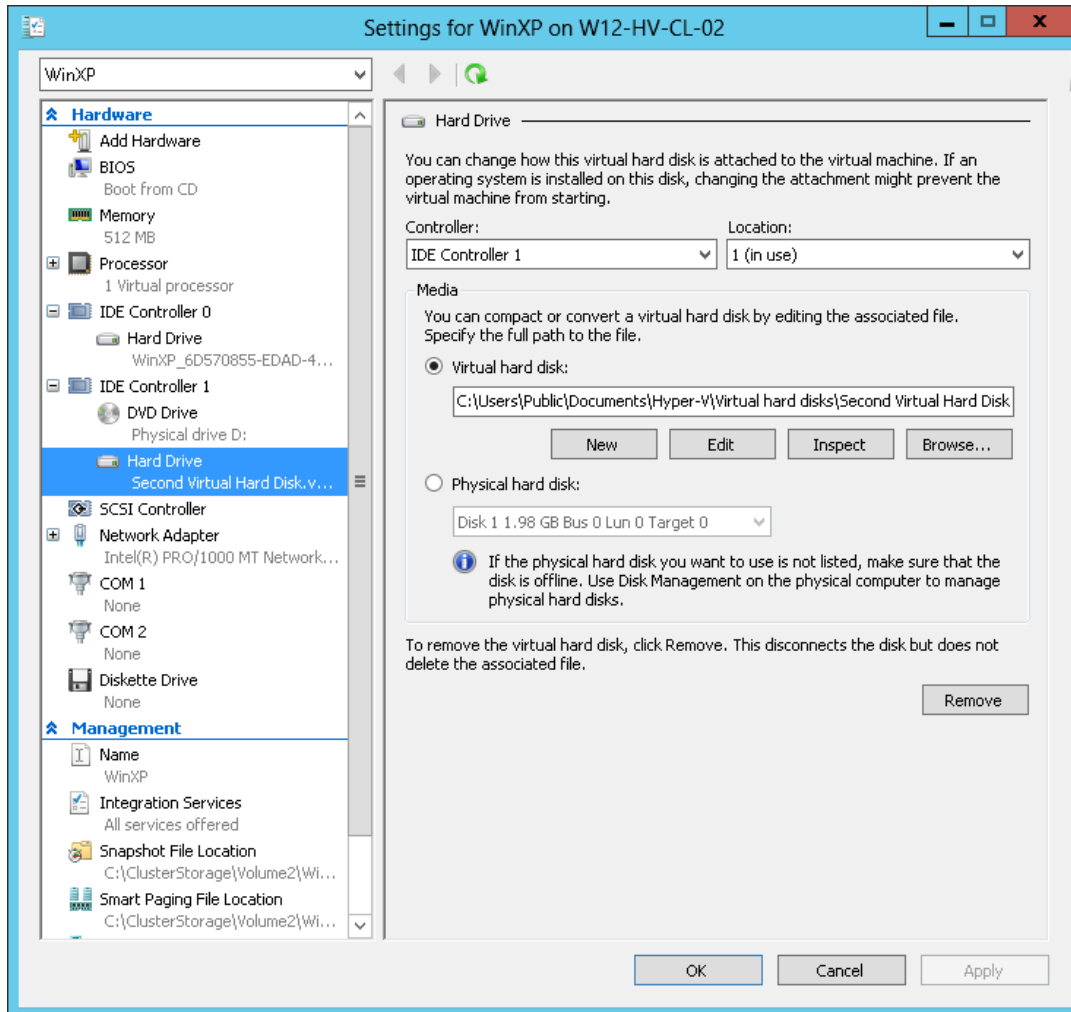 Settings for WinXP on W12-HV-CL-02
WinXP
Hardware
Add Hardware
BIOS
Boot from CD
Memory
512 MB
Processor
1 Virtual processor
IDE Controller 0
Hard Drive
WinXP_6D570855-EDAD-4...
IDE Controller 1
DVD Drive
Physical drive D:
Hard Drive
Second Virtual Hard Disk.v...
SCSI Controller
Network Adapter
Intel(R) PRO/1000 MT Network...
COM 1
None
COM 2
None
Diskette Drive
None
Management
Name
WinXP
Integration Services
All services offered
Snapshot File Location
C:\ClusterStorage\Volume2\Wi...
Smart Paging File Location
C:\ClusterStorage\Volume2\Wi...
Hard Drive
You can change how this virtual hard disk is attached to the virtual machine. If an
operating system is installed on this disk, changing the attachment might prevent the
virtual machine from starting.
Controller: Location:
IDE Controller 1 1 (in use)
Media
You can compact or convert a virtual hard disk by editing the associated file.
Specify the full path to the file.
Virtual hard disk:
C:\Users\Public\Documents\Hyper-V\Virtual hard disks\Second Virtual Hard Disk
New Edit Inspect Browse...
Physical hard disk:
Disk 1 1.98 GB Bus 0 Lun 0 Target 0
If the physical hard disk you want to use is not listed, make sure that the
disk is offline. Use Disk Management on the physical computer to manage
physical hard disks.
To remove the virtual hard disk, click Remove. This disconnects the disk but does not
delete the associated file.
Remove
OK Cancel Apply